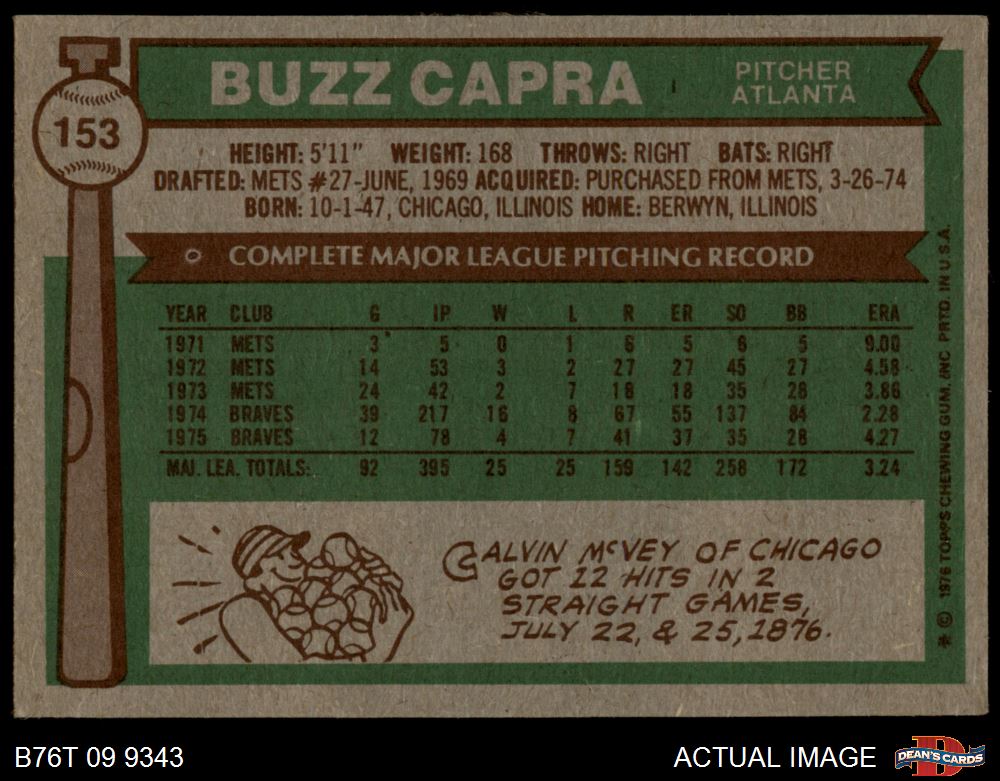 153
BUZZ CAPRA
PITCHER
ATLANTA
HEIGHT: 5'11" WEIGHT: 168 THROWS: RIGHT BATS: RIGHT
DRAFTED: METS #27-JUNE, 1969 ACQUIRED: PURCHASED FROM METS, 3-26-74
BORN: 10-1-47, CHICAGO, ILLINOIS HOME: BERWYN, ILLINOIS
COMPLETE MAJOR LEAGUE PITCHING RECORD
YEAR CLUB G IP W L R ER SO BB ERA
1971 METS 3 5 0 1 6 5 6 5 9.00
1972 METS 14 53 3 2 27 27 45 27 4.58
1973 METS 24 42 2 7 18 18 35 28 3.86
1974 BRAVES 39 217 16 8 67 55 137 84 2.28
1975 BRAVES 12 78 4 7 41 37 35 28 4.27
MAJ. LEA. TOTALS: 92 395 25 25 159 142 258 172 3.24
CALVIN McVEY OF CHICAGO
GOT 12 HITS IN 2
STRAIGHT GAMES,
JULY 22, & 25, 1876.
* © 1976 TOPPS CHEWING GUM, INC PRTD. IN U.S.A.
B76T 09 9343
ACTUAL IMAGE
D
DEAN'S CARDS